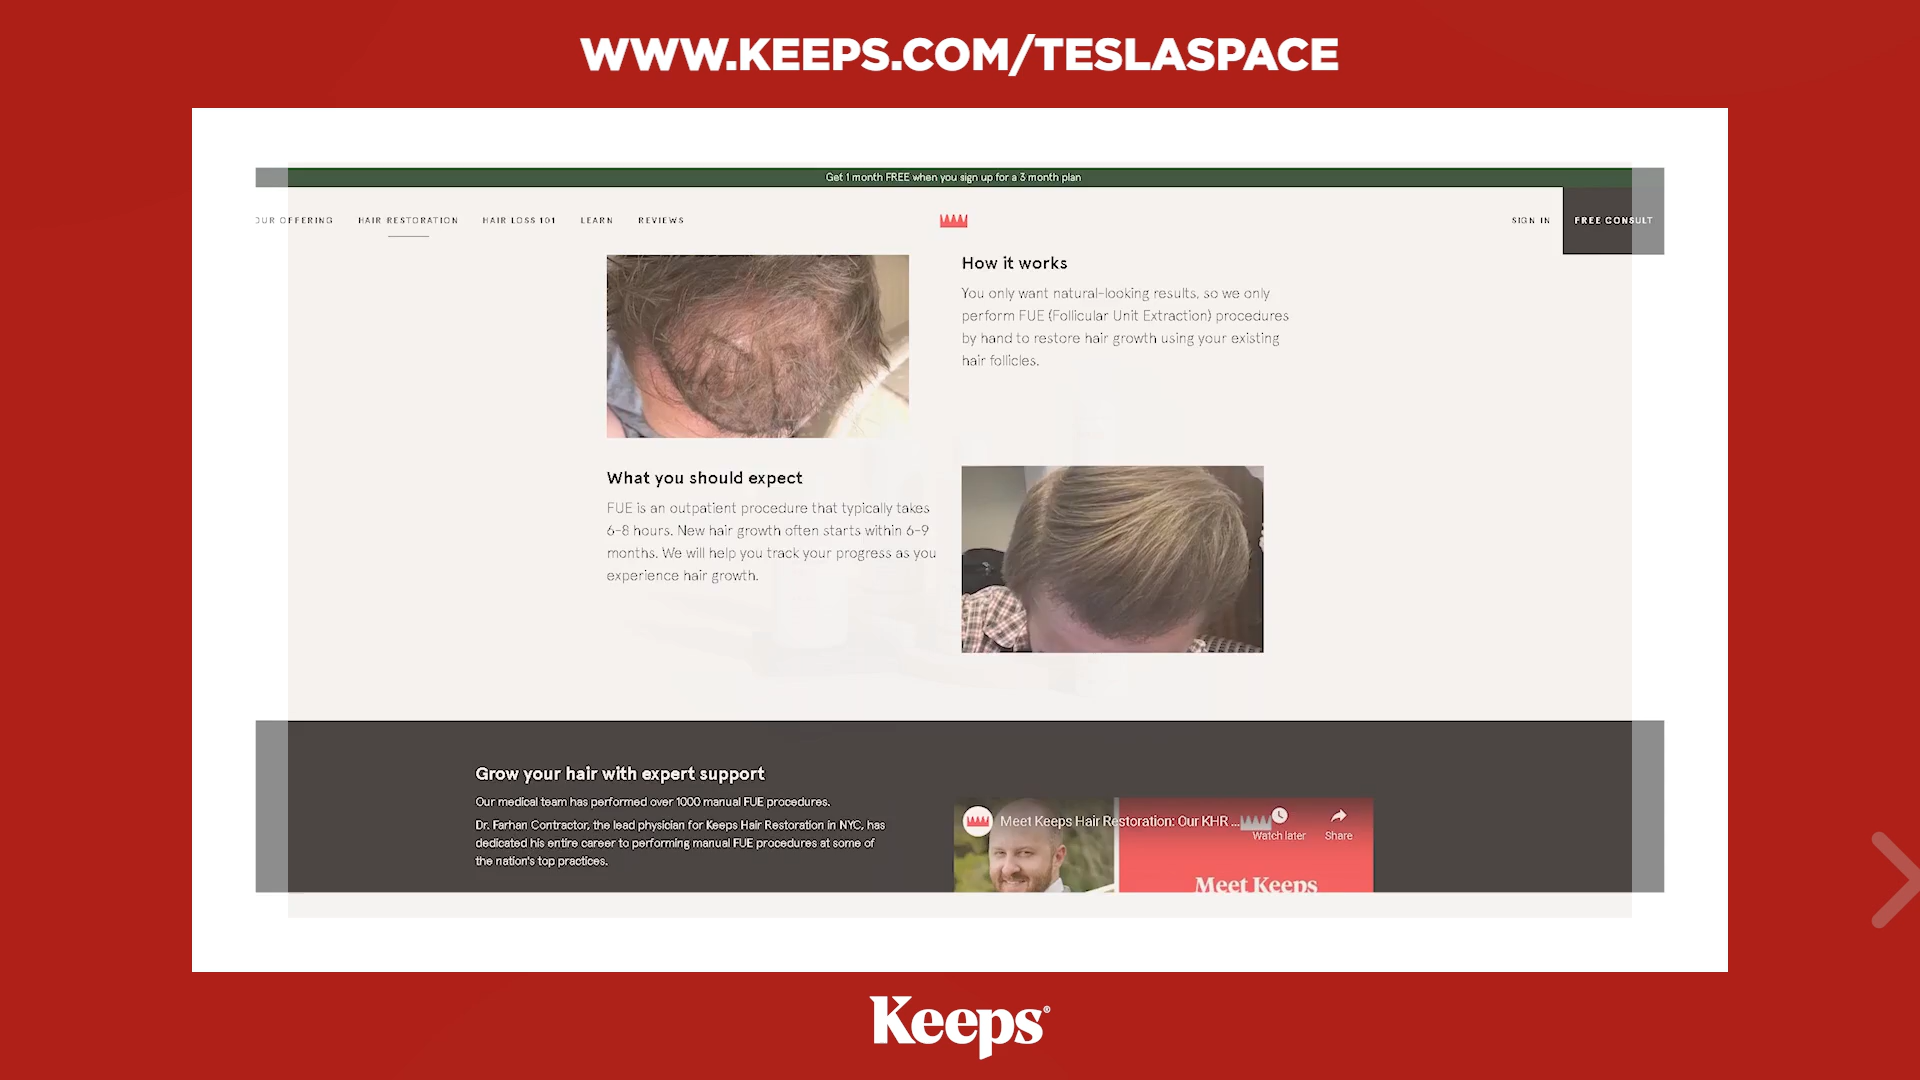 WWW.KEEPS.COM/TESLASPACE
Get 1 month FREE when you sign up for a 3 month plan
OUR OFFERING HAIR RESTORATION HAIR LOSS 101 LEARN REVIEWS SIGN IN FREE CONSULT
How it works
You only want natural-looking results, so we only
perform FUE (Follicular Unit Extraction) procedures
by hand to restore hair growth using your existing
hair follicles.
What you should expect
FUE is an outpatient procedure that typically takes
6-8 hours. New hair growth often starts within 6-9
months. We will help you track your progress as you
experience hair growth.
Grow your hair with expert support
Our medical team has performed over 1000 manual FUE procedures.
Dr. Farhan Contractor, the lead physician for Keeps Hair Restoration in NYC, has
dedicated his entire career to performing manual FUE procedures at some of
the nation's top practices.
Meet Keeps Hair Restoration: Our KHR ...
Watch later Share
Meet Keeps
Keeps®